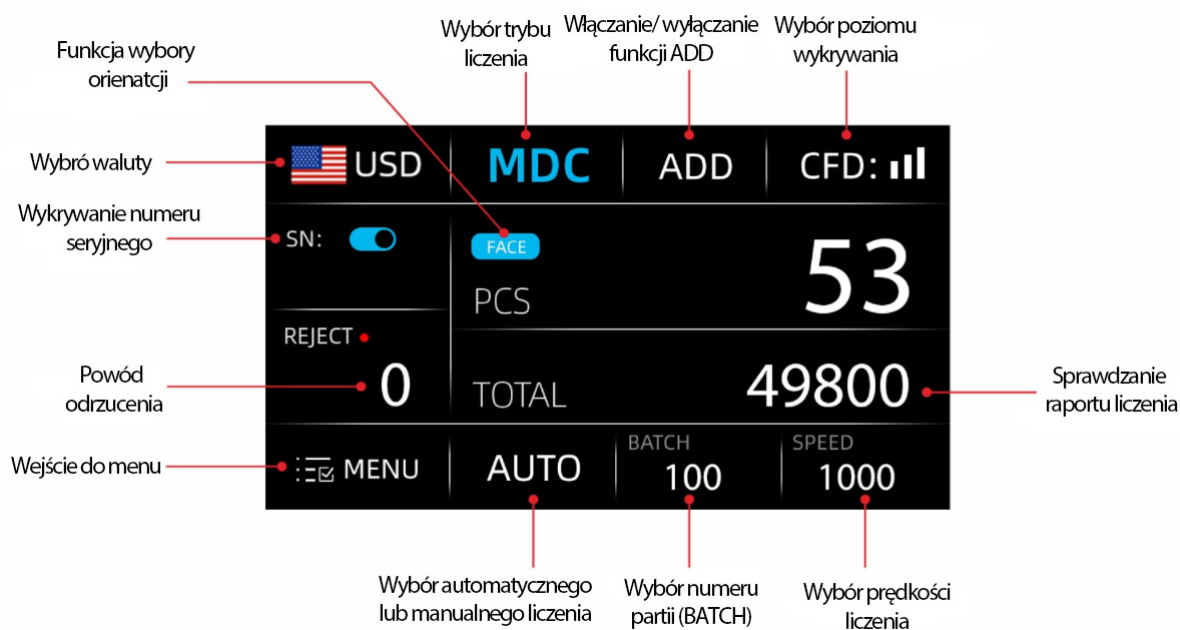 Funkcja wybory
orienatcji
Wybór trybu
liczenia
Włączanie/ wyłączanie
funkcji ADD
Wybór poziomu
wykrywania
Wybró waluty
USD
MDC
ADD
CFD:
Wykrywanie numeru
seryjnego
SN:
FACE
PCS
53
REJECT
0
Powód
odrzucenia
TOTAL
49800
Sprawdzanie
raportu liczenia
Wejście do menu
MENU
AUTO
BATCH
100
SPEED
1000
Wybór automatycznego
lub manualnego liczenia
Wybór numeru
partii (BATCH)
Wybór prędkości
liczenia